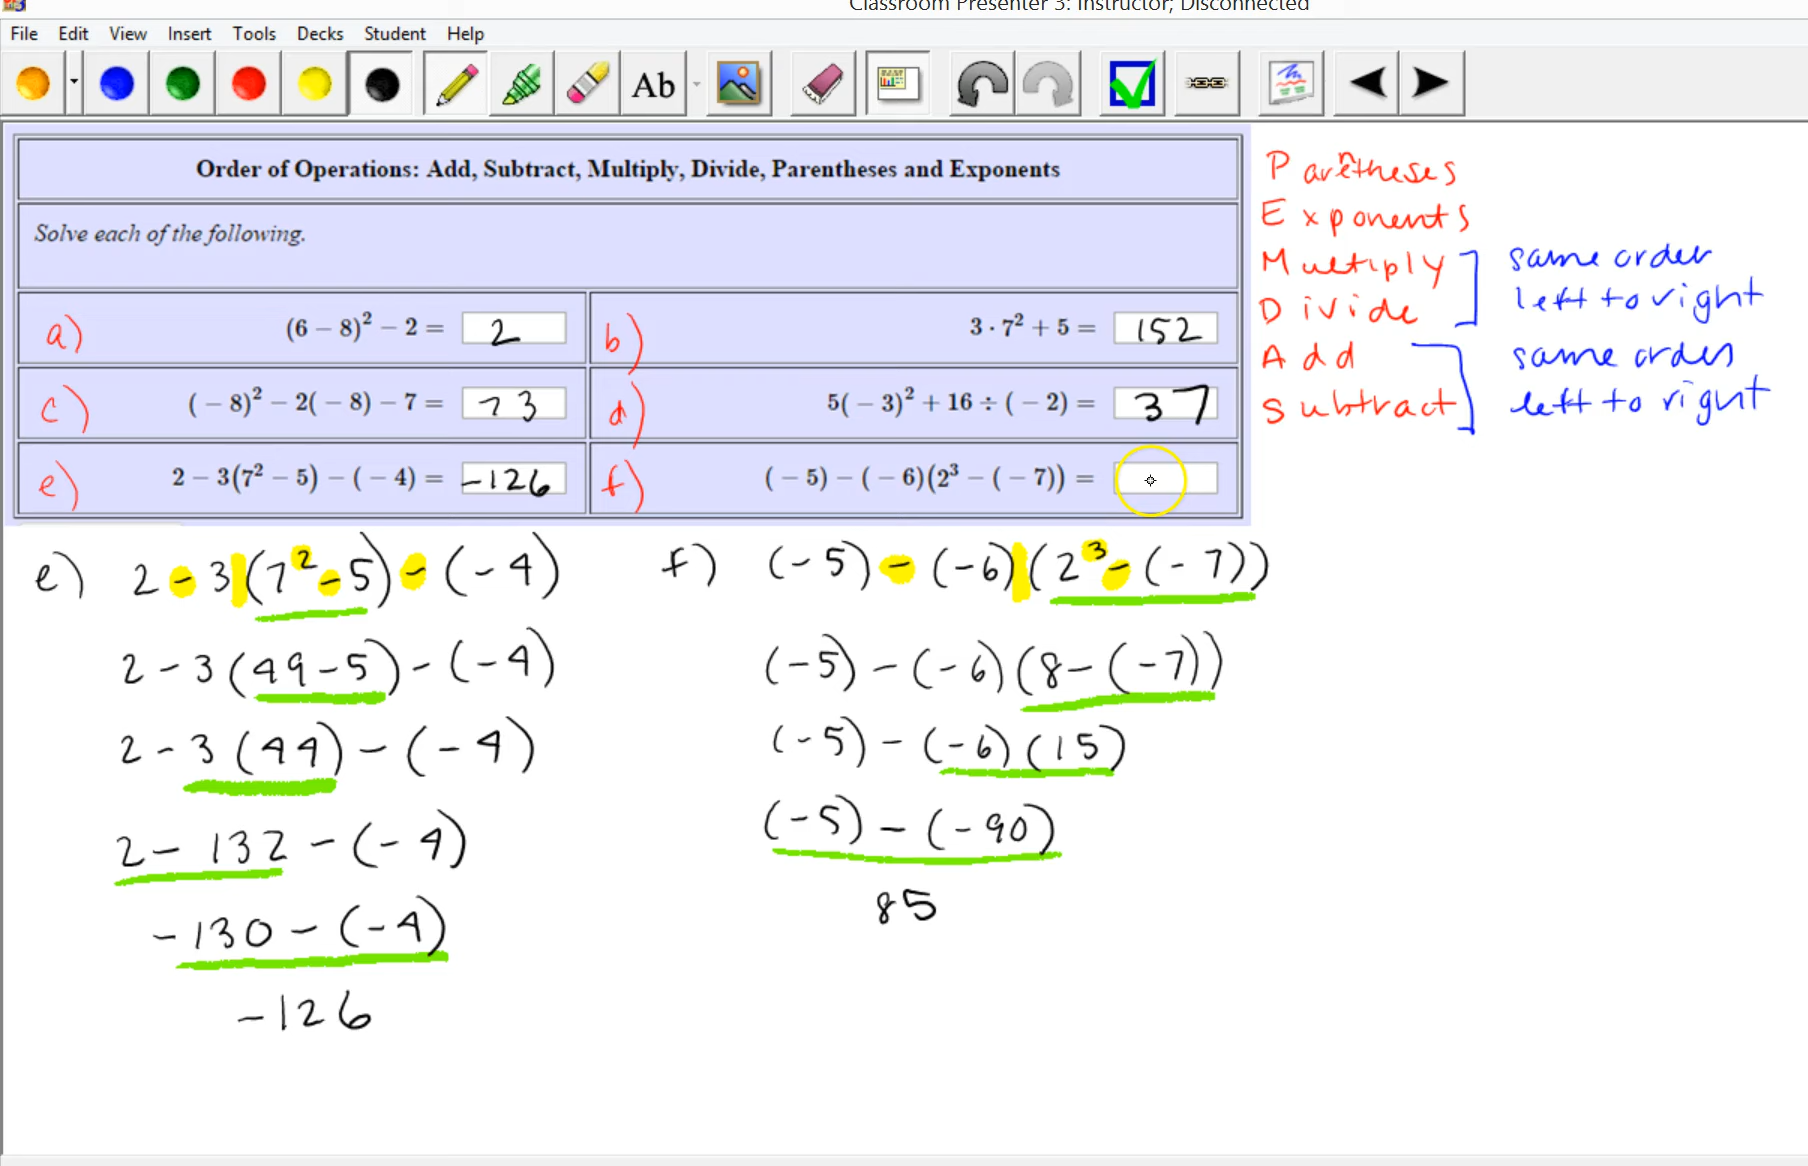 Classroom Presenter 3: Instructor; Disconnected
File Edit View Insert Tools Decks Student Help
Ab
Order of Operations: Add, Subtract, Multiply, Divide, Parentheses and Exponents
Solve each of the following.
a) (6 − 8)² − 2 = 2
b) 3 · 7² + 5 = 152
c) (− 8)² − 2(− 8) − 7 = 73
d) 5(− 3)² + 16 ÷ (− 2) = 37
e) 2 − 3(7² − 5) − (− 4) = −126
f) (− 5) − (− 6)(2³ − (− 7)) =
Parentheses
Exponents
Multiply
Divide
same order
left to right
Add
Subtract
same order
left to right
e) 2 − 3(7² − 5) − (− 4)
2 − 3(49 − 5) − (− 4)
2 − 3(44) − (− 4)
2 − 132 − (− 4)
−130 − (− 4)
−126
f) (− 5) − (− 6)(2³ − (− 7))
(− 5) − (− 6)(8 − (− 7))
(− 5) − (− 6)(15)
(− 5) − (− 90)
85